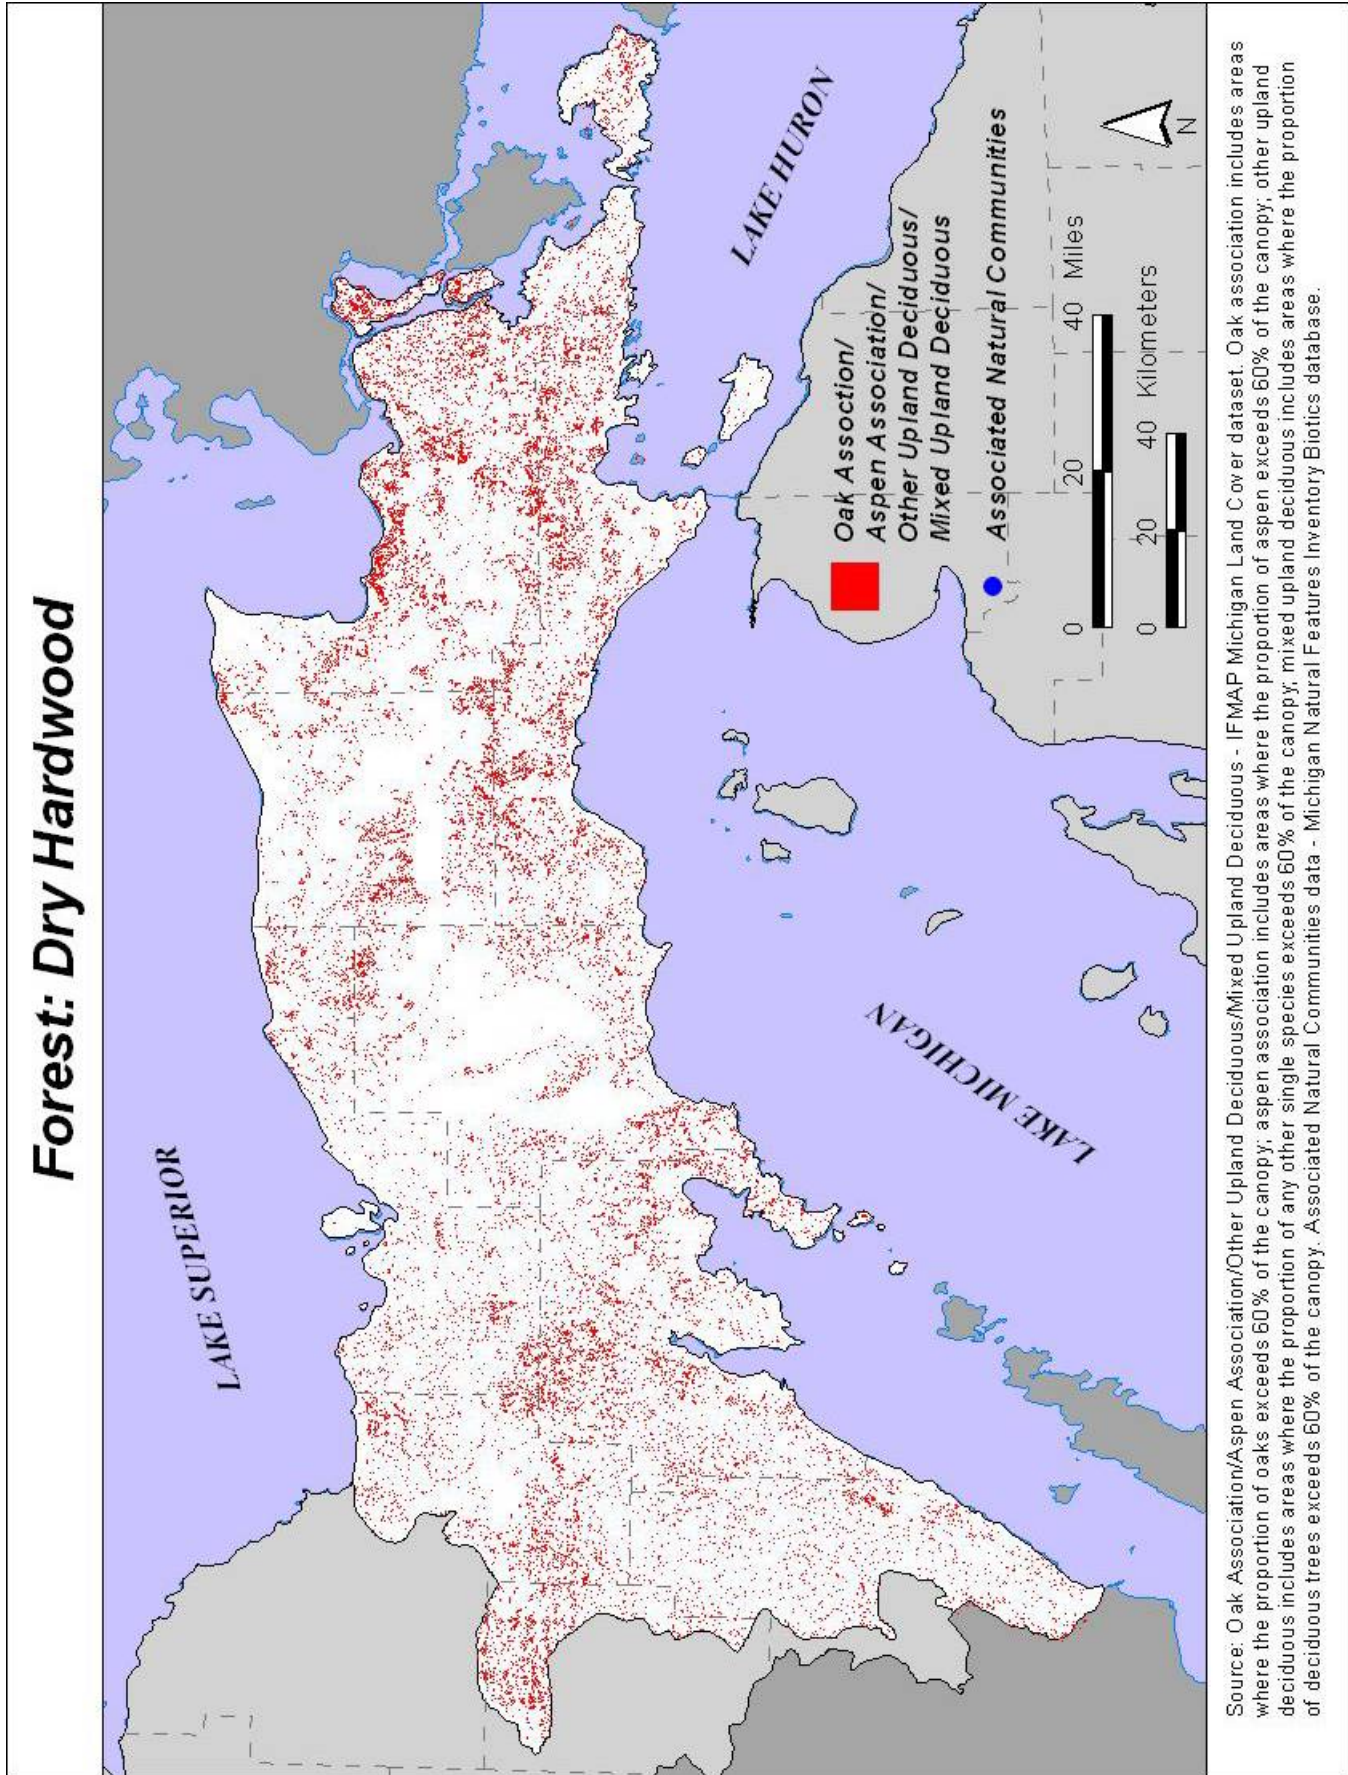 Forest: Dry Hardwood
LAKE SUPERIOR
LAKE HURON
LAKE MICHIGAN
Oak Assoction/
Aspen Association/
Other Upland Deciduous/
Mixed Upland Deciduous
Associated Natural Communities
0 20 40 Miles
0 20 40 Kilometers
N
Source: Oak Association/Aspen Association/Other Upland Deciduous/Mixed Upland Deciduous - IFMAP Michigan Land Cover dataset. Oak association includes areas
where the proportion of oaks exceeds 60% of the canopy; aspen association includes areas where the proportion of aspen exceeds 60% of the canopy; other upland
deciduous includes areas where the proportion of any other single species exceeds 60% of the canopy; mixed upland deciduous includes areas where the proportion
of deciduous trees exceeds 60% of the canopy. Associated Natural Communities data - Michigan Natural Features Inventory Biotics database.